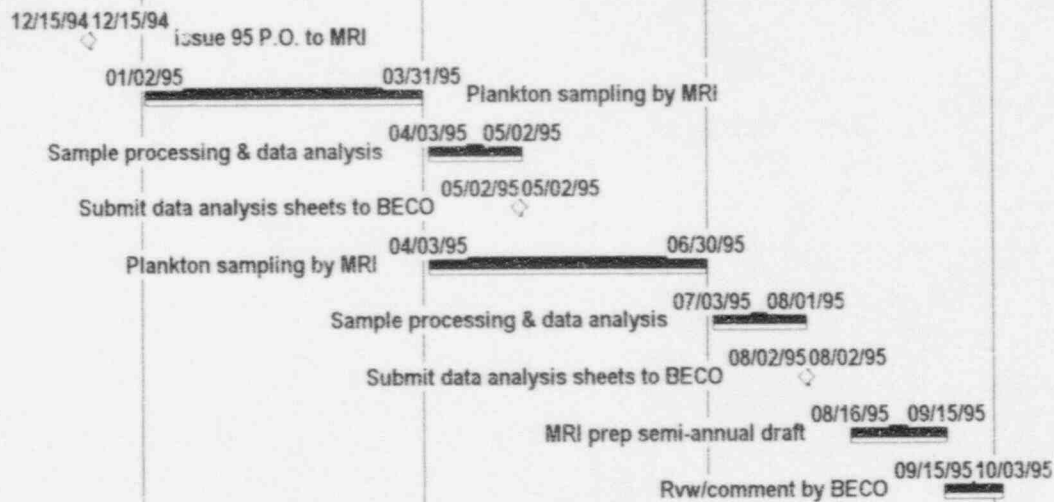 12/15/94 12/15/94
issue 95 P.O. to MRI
01/02/95 03/31/95
Plankton sampling by MRI
04/03/95 05/02/95
Sample processing & data analysis
05/02/95 05/02/95
Submit data analysis sheets to BECO
04/03/95 06/30/95
Plankton sampling by MRI
07/03/95 08/01/95
Sample processing & data analysis
08/02/95 08/02/95
Submit data analysis sheets to BECO
08/16/95 09/15/95
MRI prep semi-annual draft
09/15/95 10/03/95
Rvw/comment by BECO